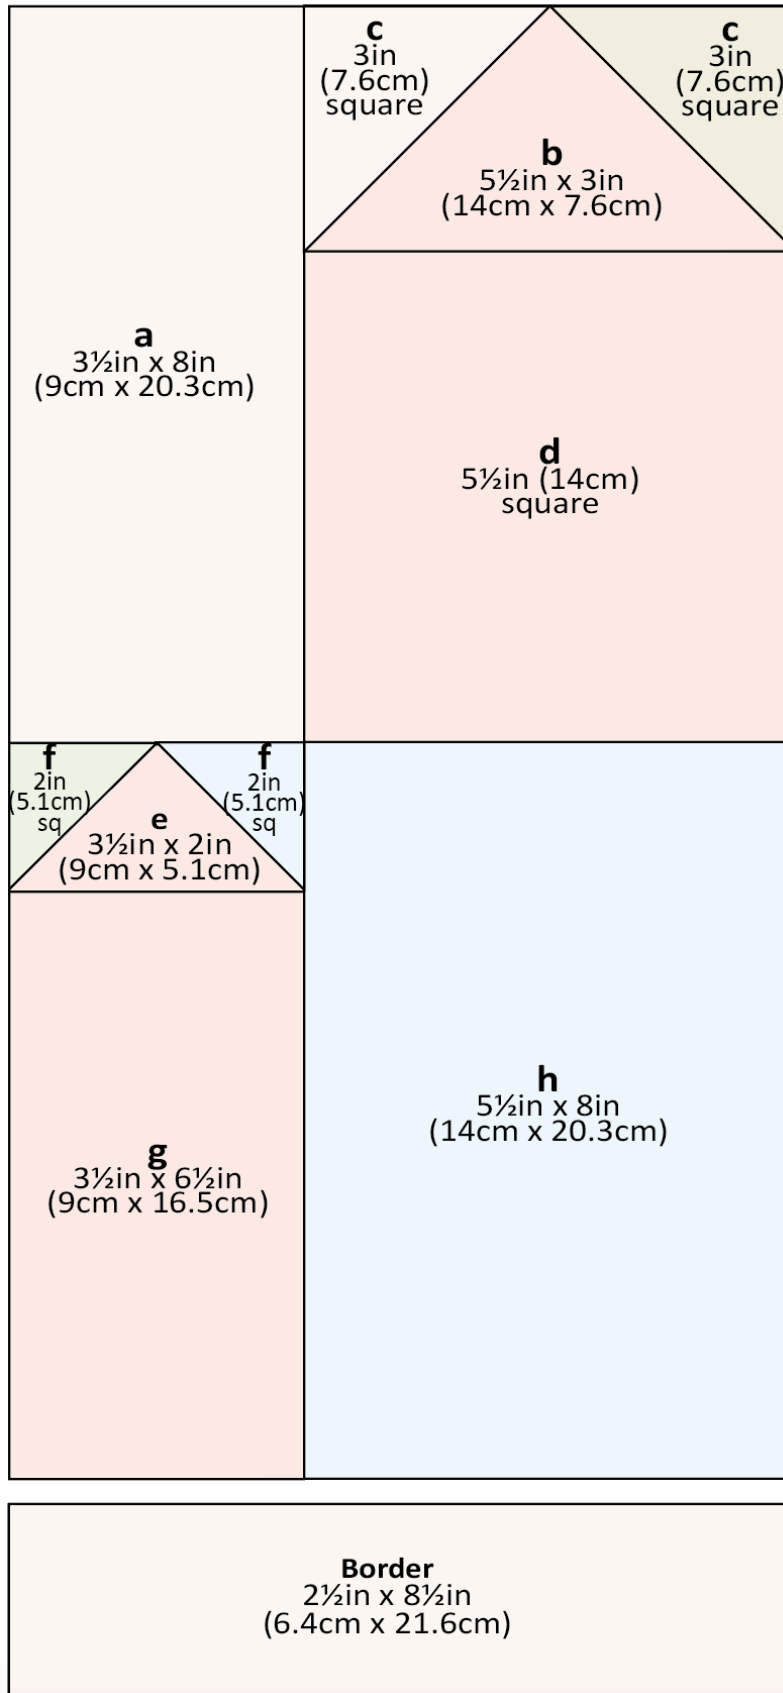 c
3in
(7.6cm)
square
c
3in
(7.6cm)
square
b
5½in x 3in
(14cm x 7.6cm)
a
3½in x 8in
(9cm x 20.3cm)
d
5½in (14cm)
square
f
2in
(5.1cm)
sq
f
2in
(5.1cm)
sq
e
3½in x 2in
(9cm x 5.1cm)
h
5½in x 8in
(14cm x 20.3cm)
g
3½in x 6½in
(9cm x 16.5cm)
Border
2½in x 8½in
(6.4cm x 21.6cm)